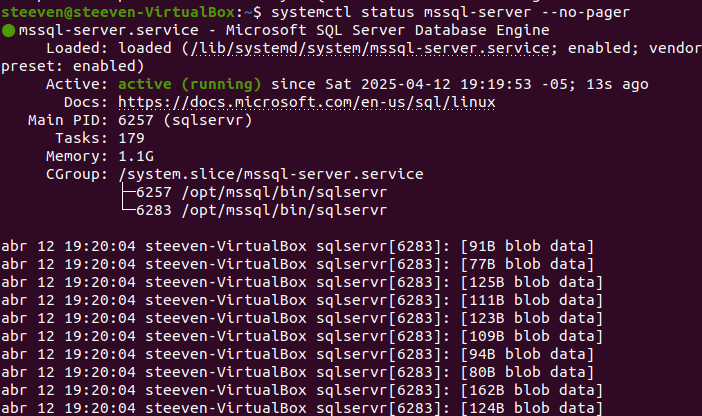 steeven@steeven-VirtualBox:~$ systemctl status mssql-server --no-pager
● mssql-server.service - Microsoft SQL Server Database Engine
     Loaded: loaded (/lib/systemd/system/mssql-server.service; enabled; vendor
preset: enabled)
     Active: active (running) since Sat 2025-04-12 19:19:53 -05; 13s ago
       Docs: https://docs.microsoft.com/en-us/sql/linux
   Main PID: 6257 (sqlservr)
      Tasks: 179
     Memory: 1.1G
     CGroup: /system.slice/mssql-server.service
             ├─6257 /opt/mssql/bin/sqlservr
             └─6283 /opt/mssql/bin/sqlservr

abr 12 19:20:04 steeven-VirtualBox sqlservr[6283]: [91B blob data]
abr 12 19:20:04 steeven-VirtualBox sqlservr[6283]: [77B blob data]
abr 12 19:20:04 steeven-VirtualBox sqlservr[6283]: [125B blob data]
abr 12 19:20:04 steeven-VirtualBox sqlservr[6283]: [111B blob data]
abr 12 19:20:04 steeven-VirtualBox sqlservr[6283]: [123B blob data]
abr 12 19:20:04 steeven-VirtualBox sqlservr[6283]: [109B blob data]
abr 12 19:20:04 steeven-VirtualBox sqlservr[6283]: [94B blob data]
abr 12 19:20:04 steeven-VirtualBox sqlservr[6283]: [80B blob data]
abr 12 19:20:04 steeven-VirtualBox sqlservr[6283]: [162B blob data]
abr 12 19:20:04 steeven-VirtualBox sqlservr[6283]: [124B blob data]